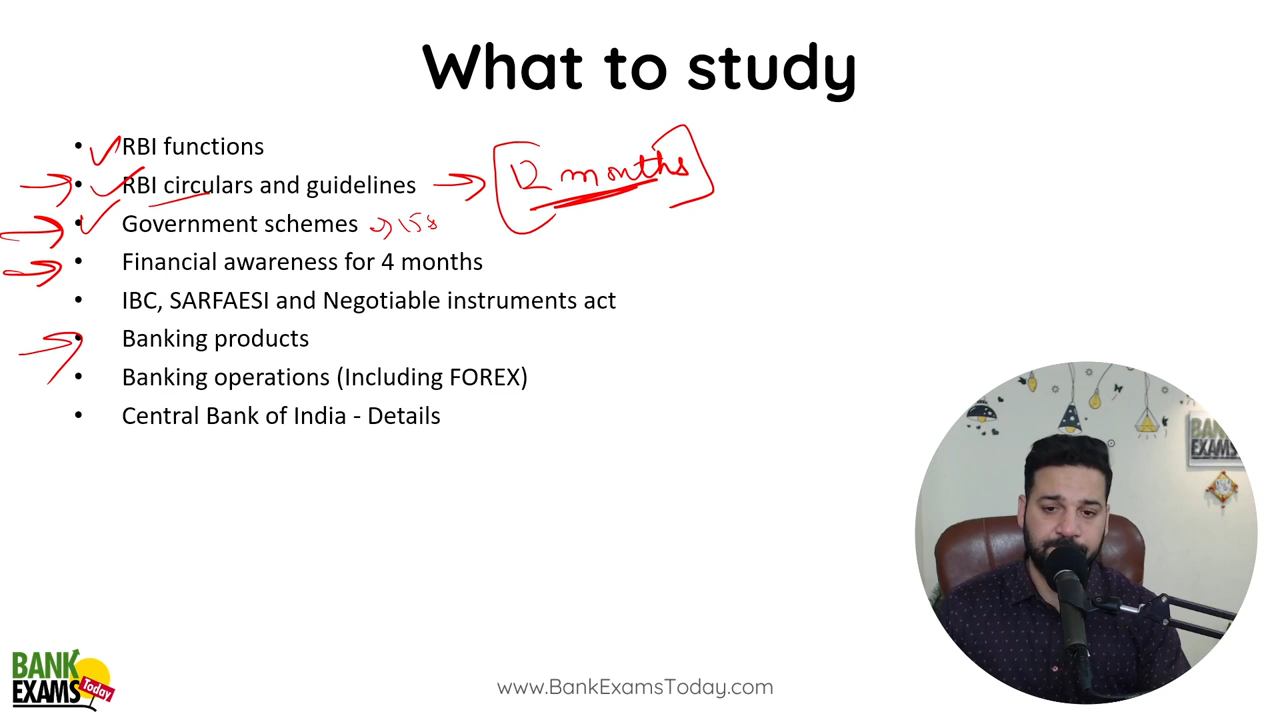 What to study
• RBI functions
• RBI circulars and guidelines
12 months
• Government schemes
• Financial awareness for 4 months
• IBC, SARFAESI and Negotiable instruments act
• Banking products
• Banking operations (Including FOREX)
• Central Bank of India - Details
BANK
EXAMS
BANK
EXAMS
Today
www.BankExamsToday.com